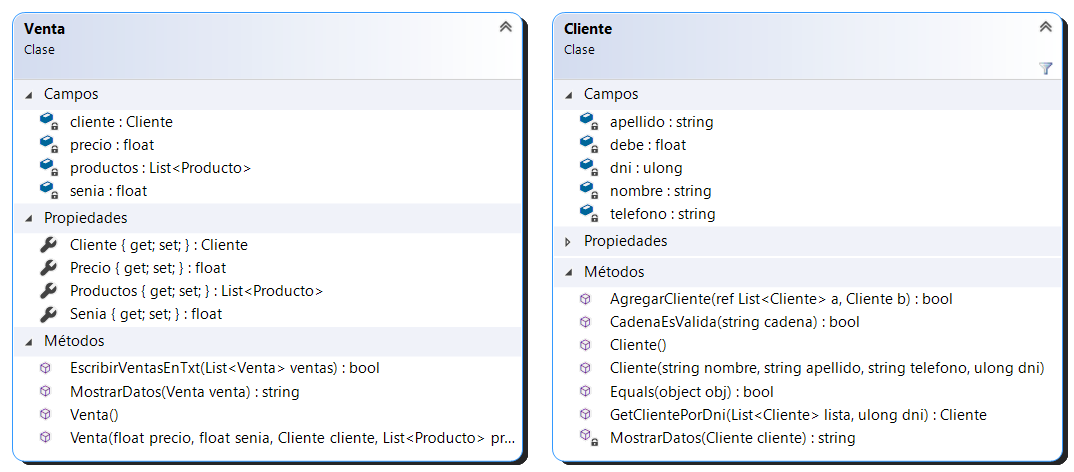 Venta
Clase
Campos
cliente : Cliente
precio : float
productos : List<Producto>
senia : float
Propiedades
Cliente { get; set; } : Cliente
Precio { get; set; } : float
Productos { get; set; } : List<Producto>
Senia { get; set; } : float
Métodos
EscribirVentasEnTxt(List<Venta> ventas) : bool
MostrarDatos(Venta venta) : string
Venta()
Venta(float precio, float senia, Cliente cliente, List<Producto> pr...
Cliente
Clase
Campos
apellido : string
debe : float
dni : ulong
nombre : string
telefono : string
Propiedades
Métodos
AgregarCliente(ref List<Cliente> a, Cliente b) : bool
CadenaEsValida(string cadena) : bool
Cliente()
Cliente(string nombre, string apellido, string telefono, ulong dni)
Equals(object obj) : bool
GetClientePorDni(List<Cliente> lista, ulong dni) : Cliente
MostrarDatos(Cliente cliente) : string